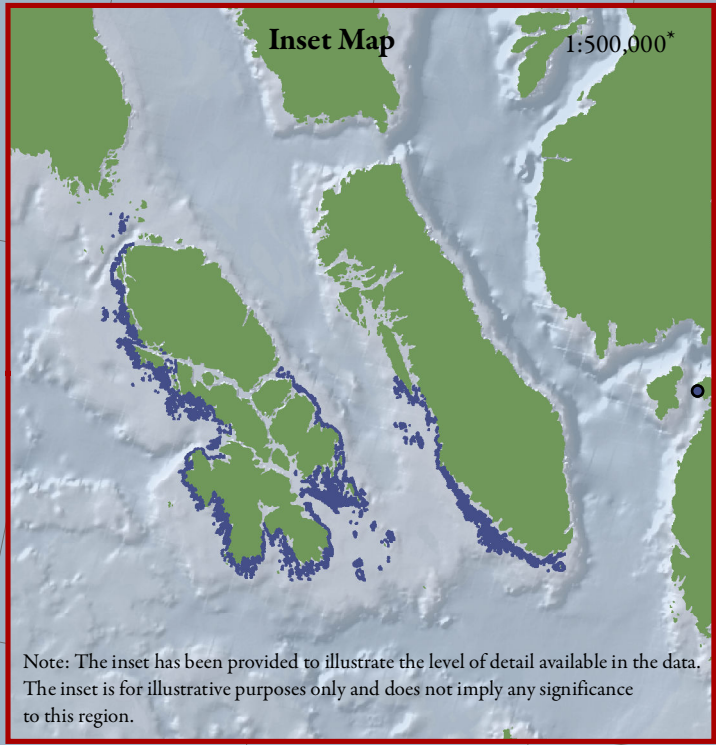 Inset Map
1:500,000*
Note: The inset has been provided to illustrate the level of detail available in the data.
The inset is for illustrative purposes only and does not imply any significance
to this region.